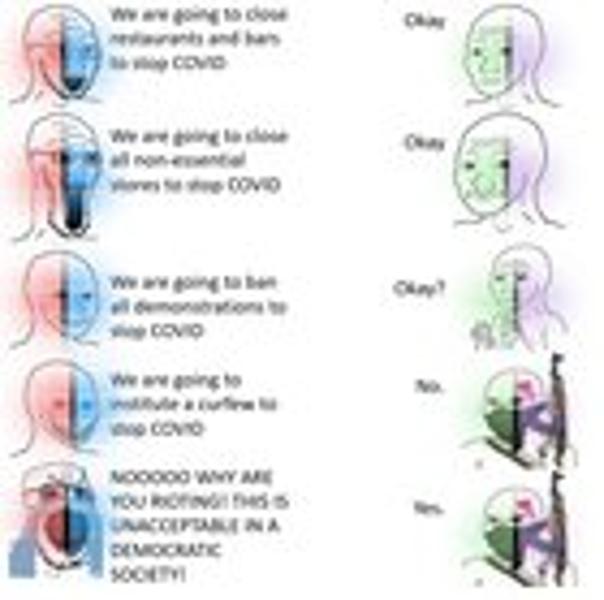 We are going to close
restaurants and bars
to stop COVID
Okay
We are going to close
all non-essential
stores to stop COVID
Okay
We are going to ban
all demonstrations to
stop COVID
Okay?
We are going to
institute a curfew to
stop COVID
No.
NOOOOO WHY ARE
YOU RIOTING! THIS IS
UNACCEPTABLE IN A
DEMOCRATIC
SOCIETY!
Yes.